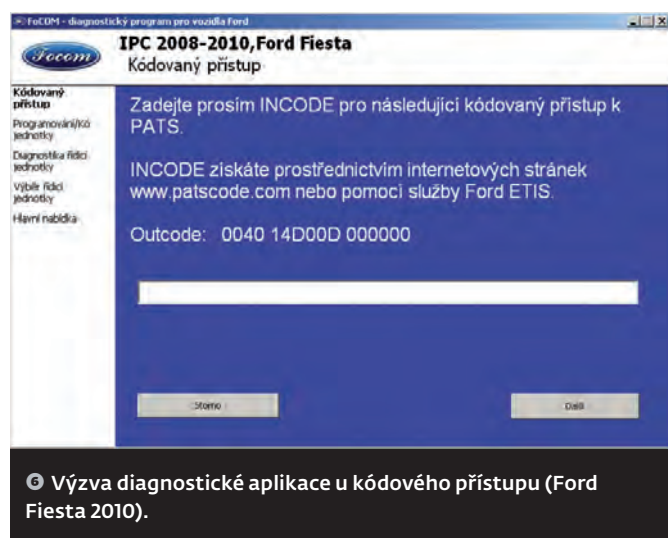 FoCOM - diagnostický program pro vozidla Ford
Focom
IPC 2008-2010,Ford Fiesta
Kódovaný přístup
Kódovaný
přístup
Programování/Kó
jednotky
Diagnostika řídicí
jednotky
Výběr řídicí
jednotky
Hlavní nabídka
Zadejte prosím INCODE pro následující kódovaný přístup k
PATS.
INCODE získáte prostřednictvím internetových stránek
www.patscode.com nebo pomocí služby Ford ETIS.
Outcode: 0040 14D00D 000000
Storno
Další
6 Výzva diagnostické aplikace u kódového přístupu (Ford
Fiesta 2010).